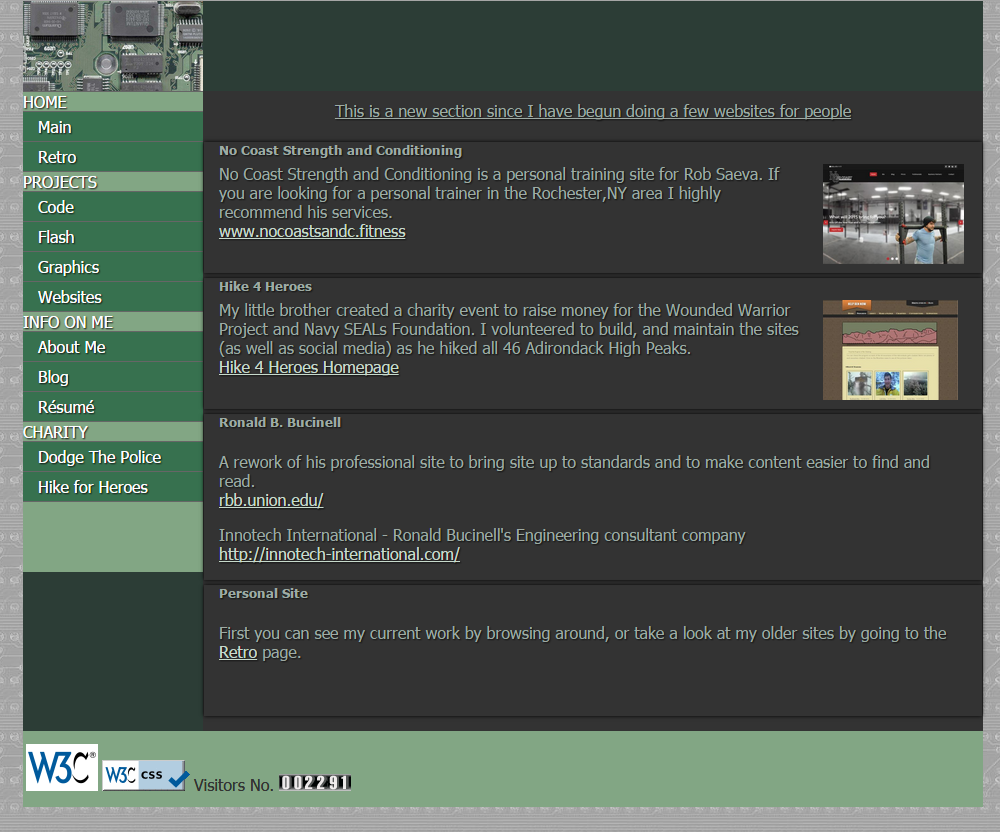 HOME
Main
Retro
PROJECTS
Code
Flash
Graphics
Websites
INFO ON ME
About Me
Blog
Résumé
CHARITY
Dodge The Police
Hike for Heroes
This is a new section since I have begun doing a few websites for people
No Coast Strength and Conditioning
No Coast Strength and Conditioning is a personal training site for Rob Saeva. If
you are looking for a personal trainer in the Rochester,NY area I highly
recommend his services.
www.nocoastsandc.fitness
Hike 4 Heroes
My little brother created a charity event to raise money for the Wounded Warrior
Project and Navy SEALs Foundation. I volunteered to build, and maintain the sites
(as well as social media) as he hiked all 46 Adirondack High Peaks.
Hike 4 Heroes Homepage
Ronald B. Bucinell
A rework of his professional site to bring site up to standards and to make content easier to find and
read.
rbb.union.edu/
Innotech International - Ronald Bucinell's Engineering consultant company
http://innotech-international.com/
Personal Site
First you can see my current work by browsing around, or take a look at my older sites by going to the
Retro page.
W3C® W3C css Visitors No. 002291